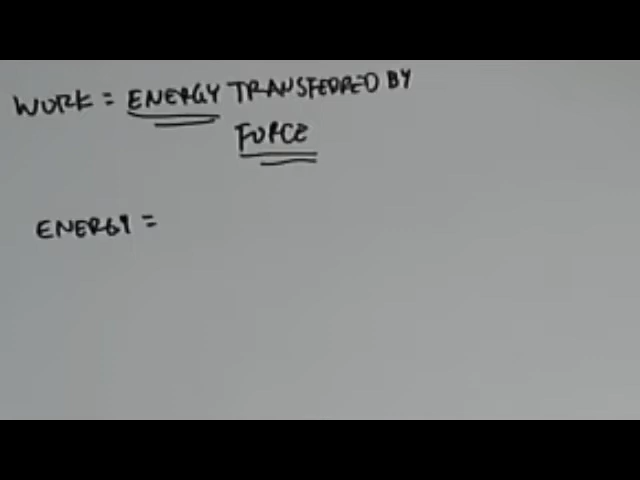 WORK = ENERGY TRANSFERRED BY
FORCE
ENERGY =